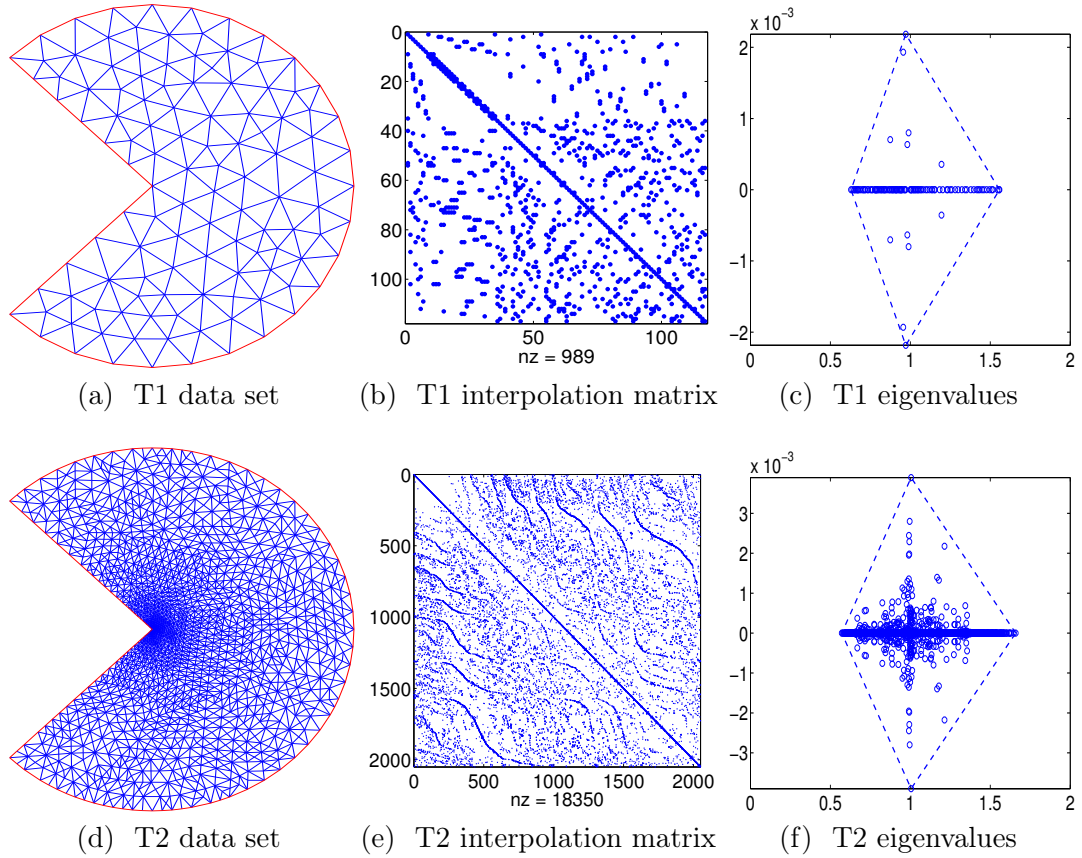 x 10⁻³
0
20
40
60
80
100
0 50 100
nz = 989
2
1
0
−1
−2
0 0.5 1 1.5 2
(a) T1 data set
(b) T1 interpolation matrix
(c) T1 eigenvalues
x 10⁻³
0
500
1000
1500
2000
0 500 1000 1500 2000
nz = 18350
3
2
1
0
−1
−2
−3
0 0.5 1 1.5 2
(d) T2 data set
(e) T2 interpolation matrix
(f) T2 eigenvalues